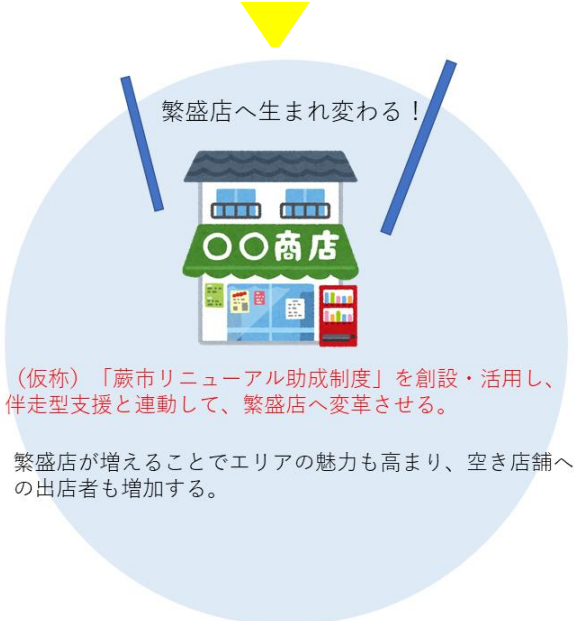 繁盛店へ生まれ変わる！
〇〇商店
（仮称）「蕨市リニューアル助成制度」を創設・活用し、
伴走型支援と連動して、繁盛店へ変革させる。
繁盛店が増えることでエリアの魅力も高まり、空き店舗へ
の出店者も増加する。